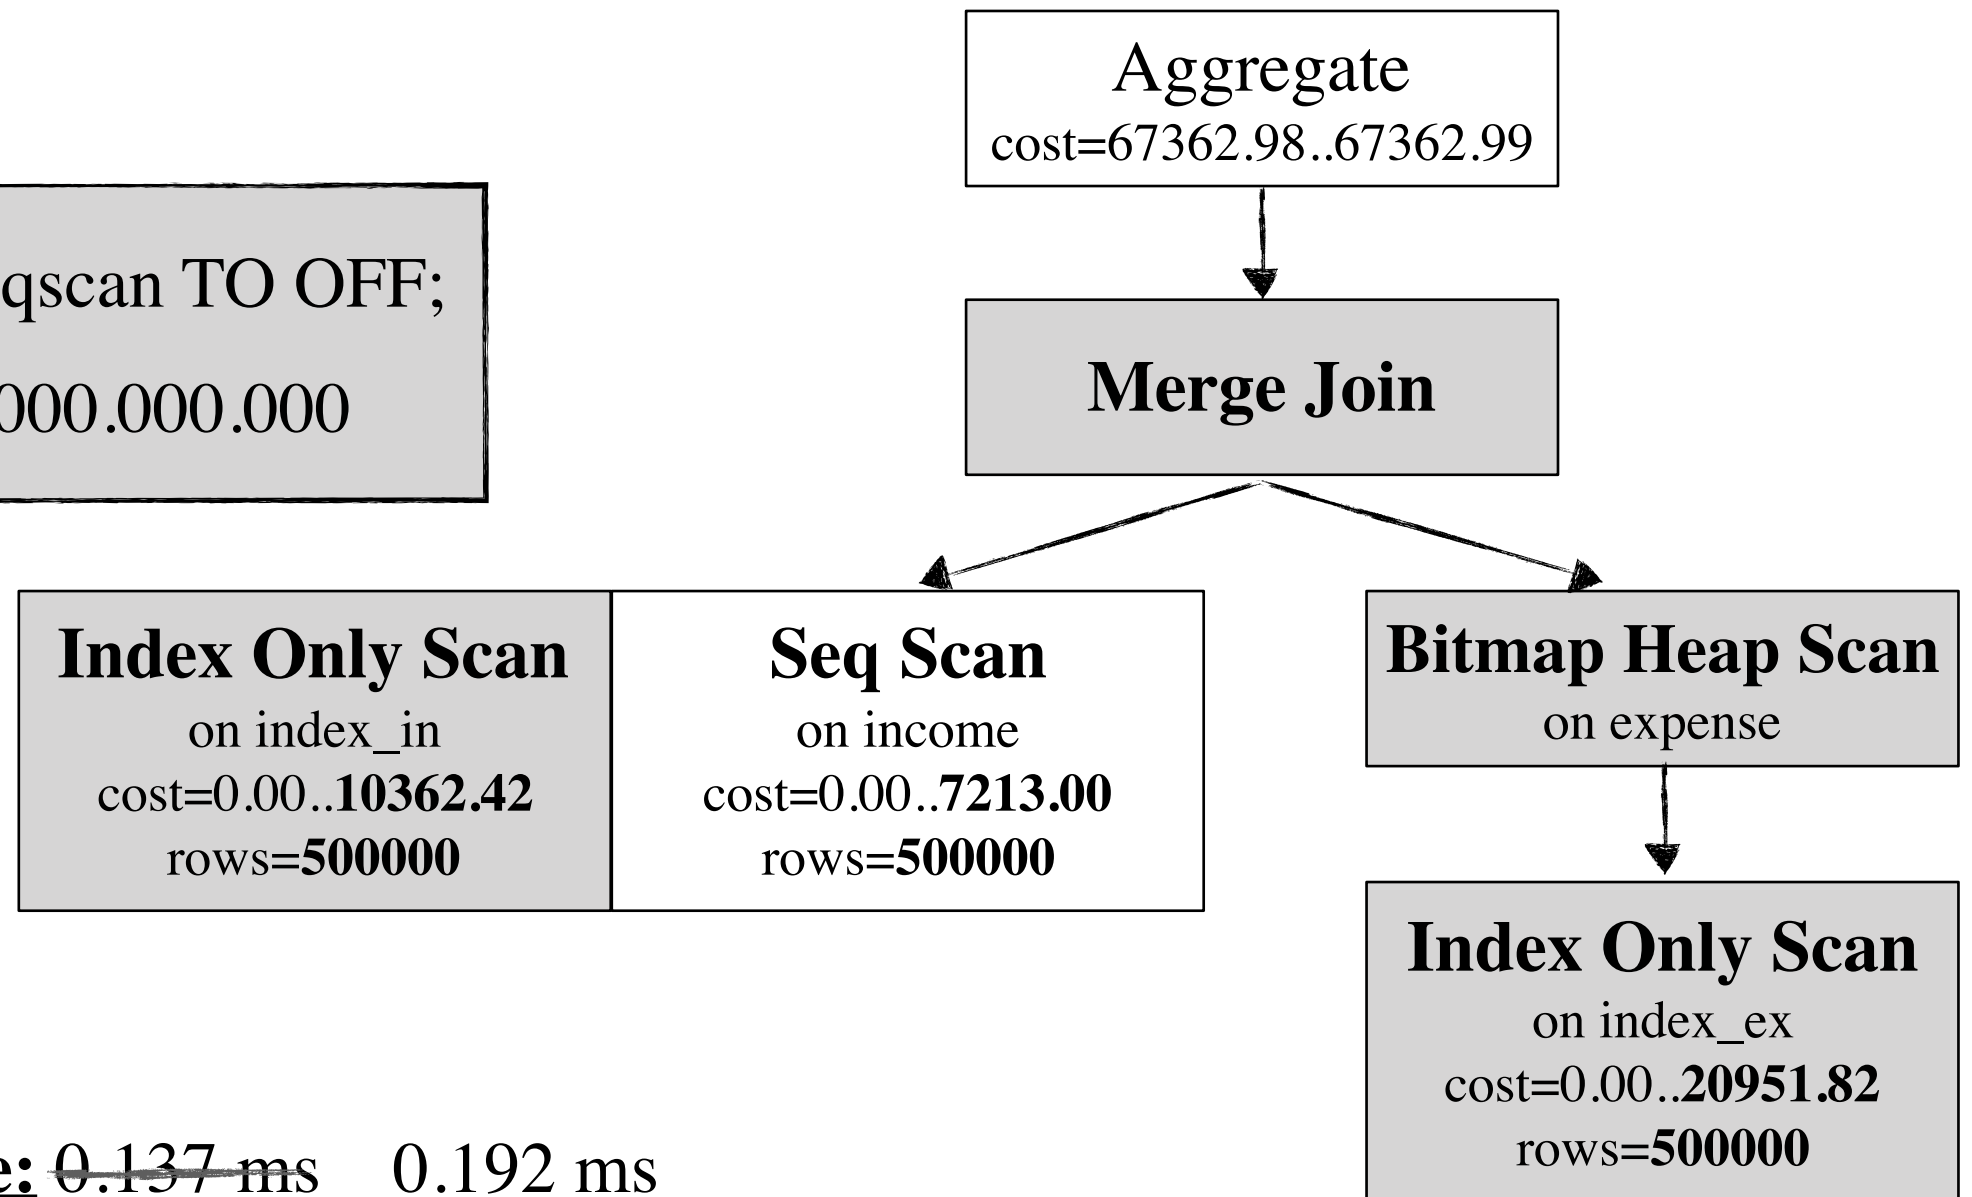 Aggregate
cost=67362.98..67362.99
qscan TO OFF;
000.000.000
Merge Join
Index Only Scan
on index_in
cost=0.00..10362.42
rows=500000
Seq Scan
on income
cost=0.00..7213.00
rows=500000
Bitmap Heap Scan
on expense
Index Only Scan
on index_ex
cost=0.00..20951.82
rows=500000
e: 0.137 ms 0.192 ms